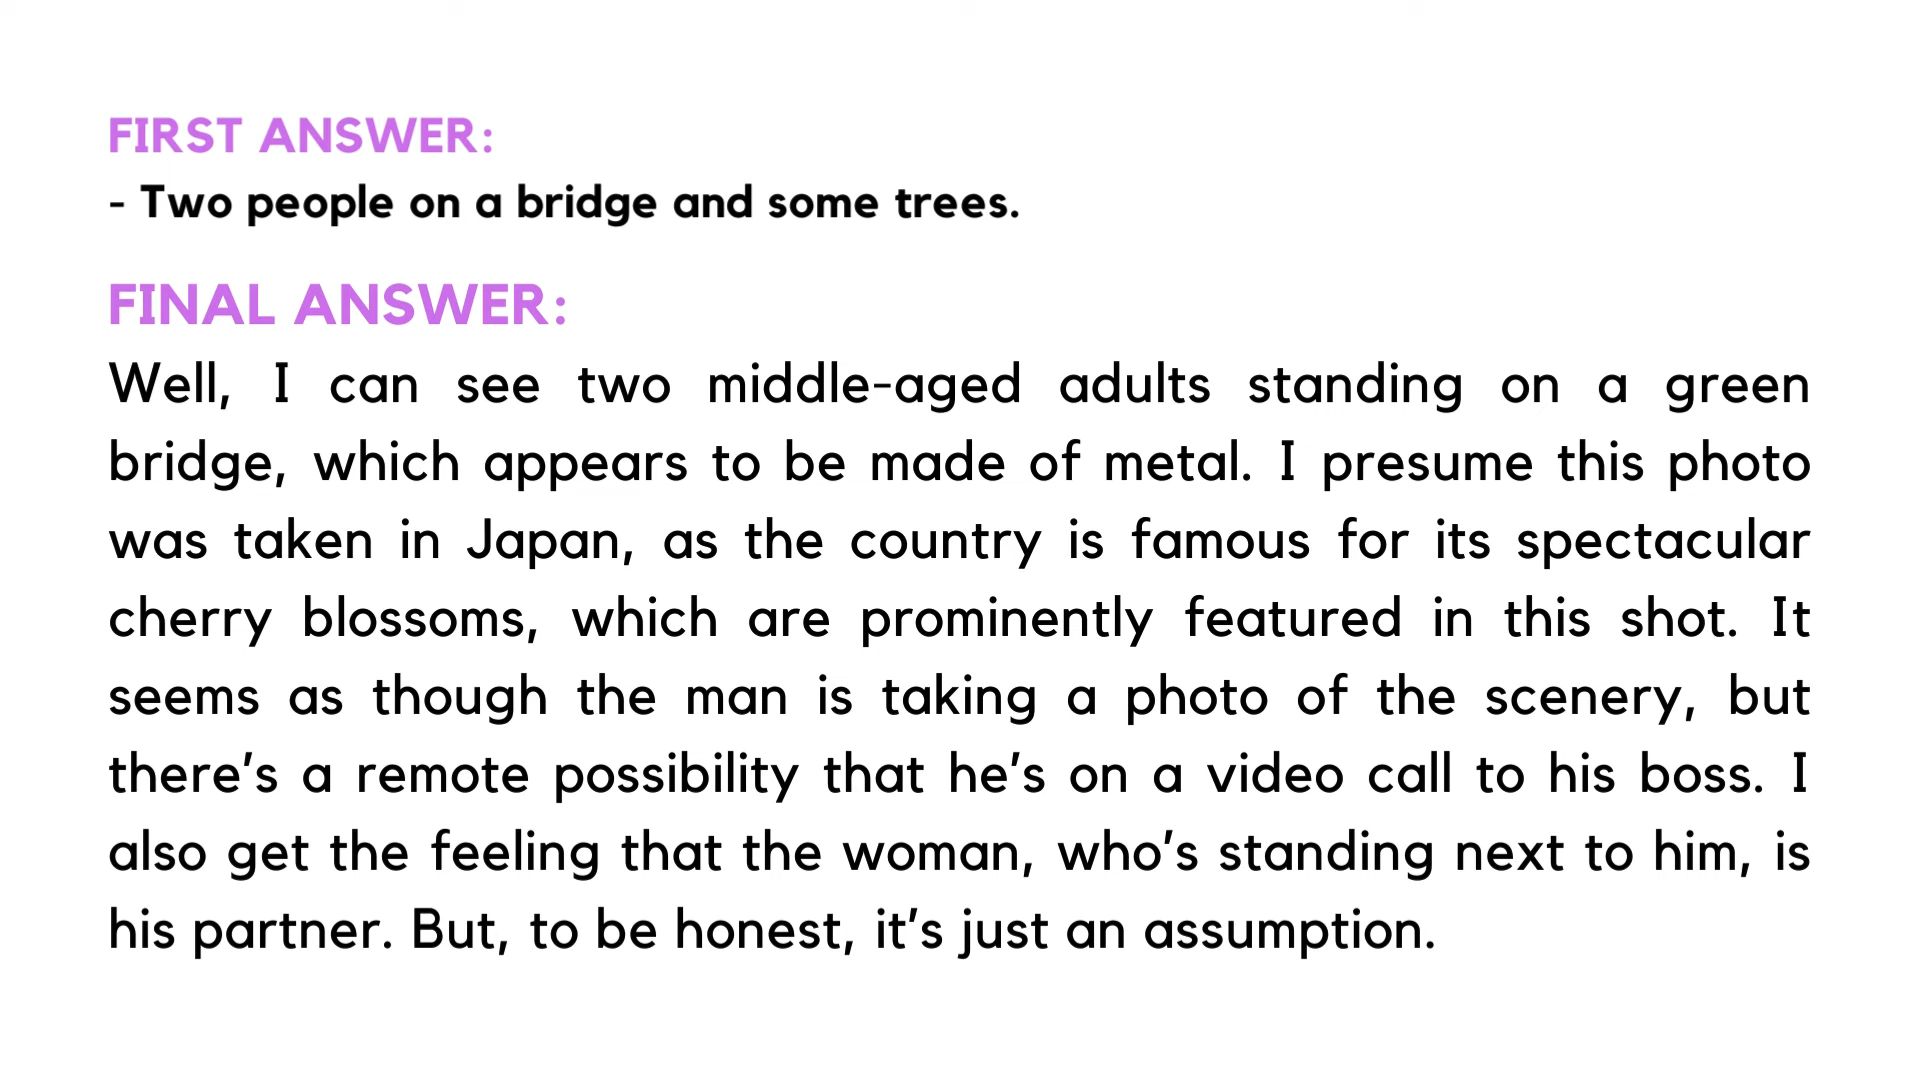 FIRST ANSWER:
- Two people on a bridge and some trees.
FINAL ANSWER:
Well, I can see two middle-aged adults standing on a green
bridge, which appears to be made of metal. I presume this photo
was taken in Japan, as the country is famous for its spectacular
cherry blossoms, which are prominently featured in this shot. It
seems as though the man is taking a photo of the scenery, but
there’s a remote possibility that he’s on a video call to his boss. I
also get the feeling that the woman, who’s standing next to him, is
his partner. But, to be honest, it’s just an assumption.